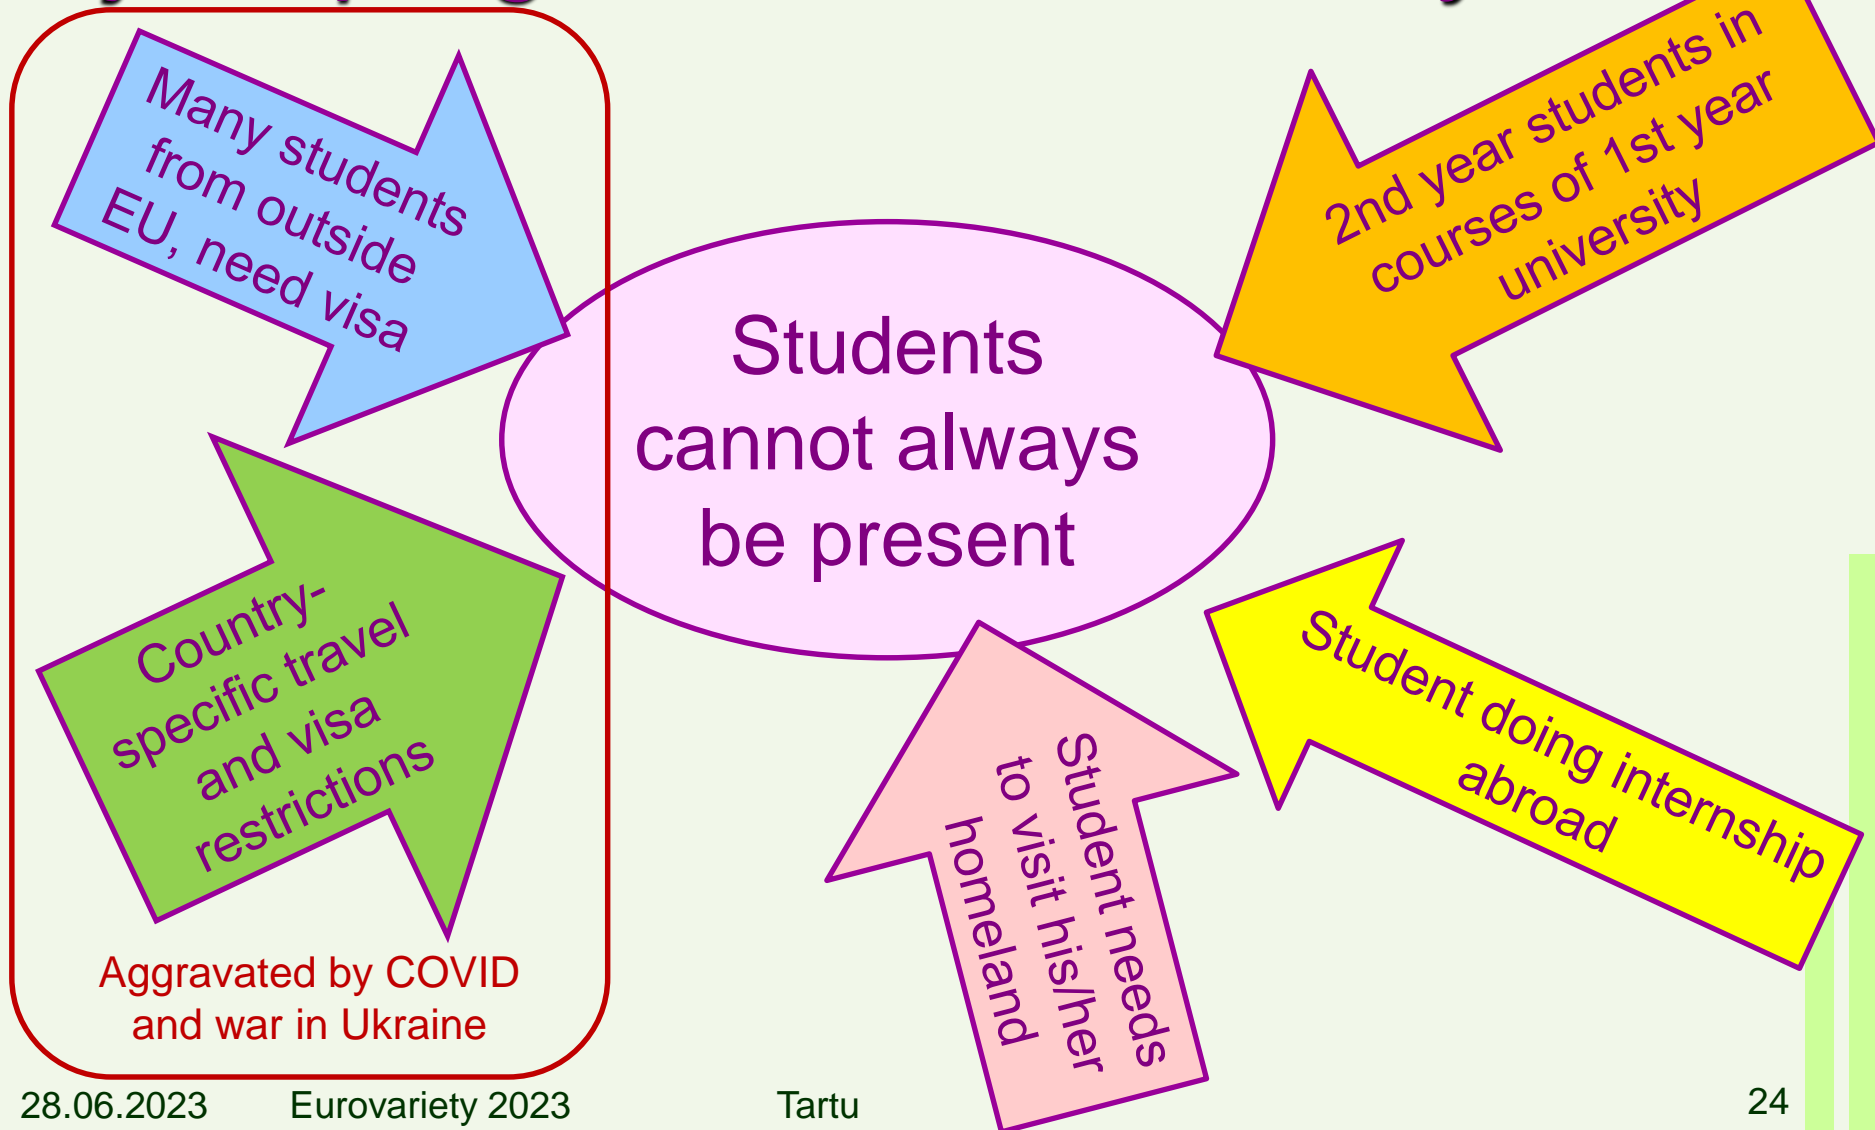 Many students
from outside
EU, need visa
2nd year students in
courses of 1st year
university
Students
cannot always
be present
Country-
specific travel
and visa
restrictions
Student doing internship
abroad
Student needs
to visit his/her
homeland
Aggravated by COVID
and war in Ukraine
28.06.2023 Eurovariety 2023 Tartu 24